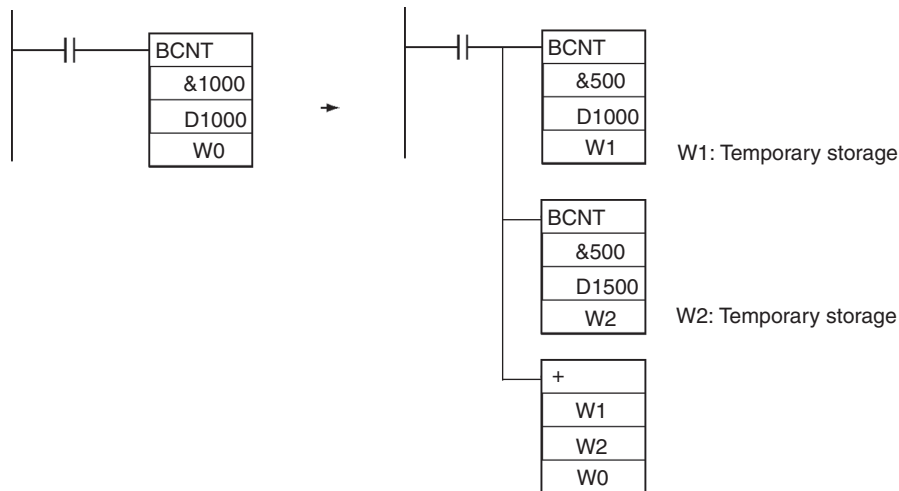 BCNT
&1000
D1000
W0
BCNT
&500
D1000
W1
W1: Temporary storage
BCNT
&500
D1500
W2
W2: Temporary storage
+
W1
W2
W0